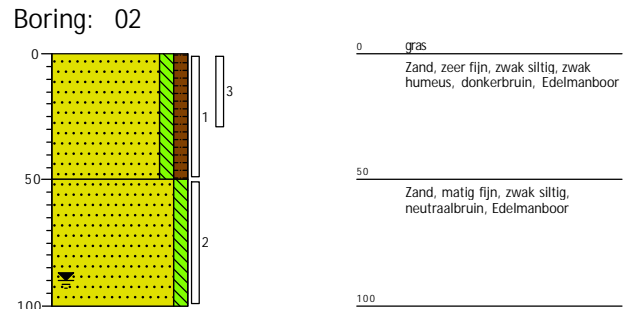 Boring: 02
0
50
100
1
2
3
0 gras
Zand, zeer fijn, zwak siltig, zwak
humeus, donkerbruin, Edelmanboor
50
Zand, matig fijn, zwak siltig,
neutraalbruin, Edelmanboor
100